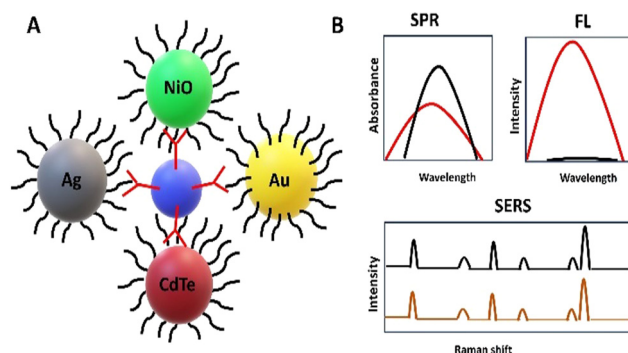 A
NiO
Ag
Au
CdTe
B
SPR
FL
Absorbance
Wavelength
Intensity
Wavelength
SERS
Intensity
Raman shift